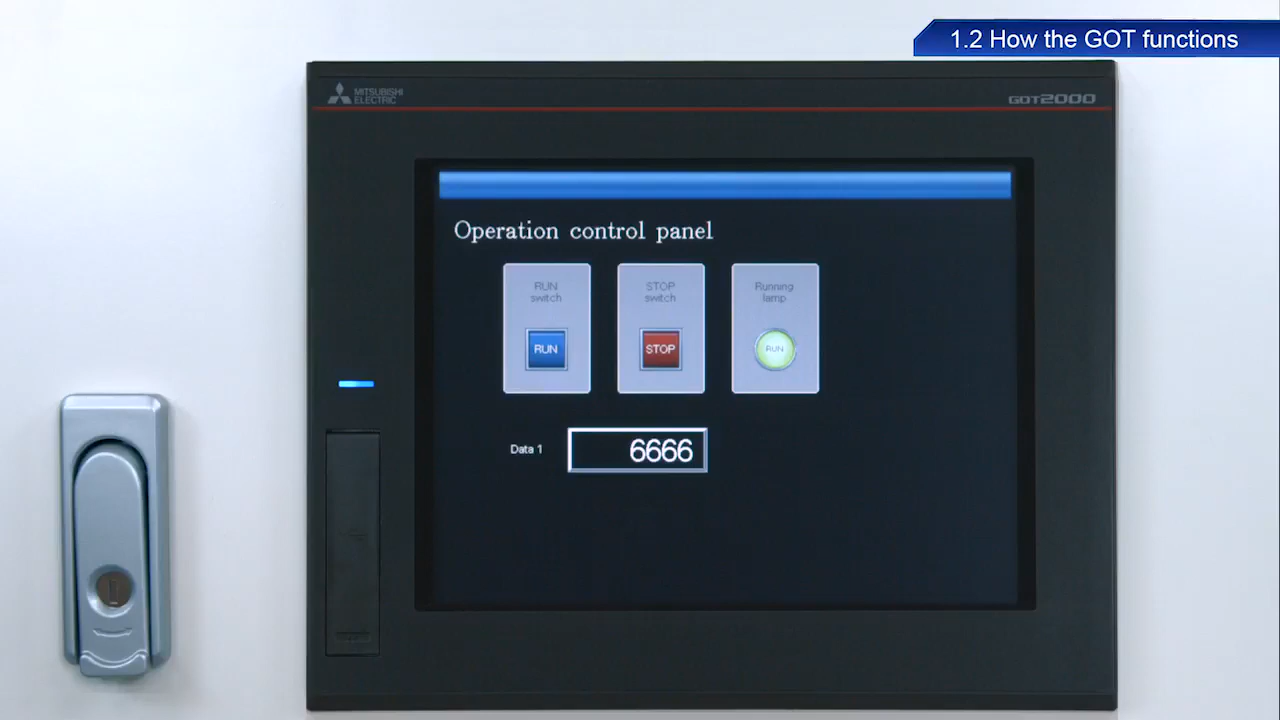 1.2 How the GOT functions
MITSUBISHI
ELECTRIC
GOT2000
Operation control panel
RUN
switch
STOP
switch
Running
lamp
RUN
STOP
RUN
Data 1
6666